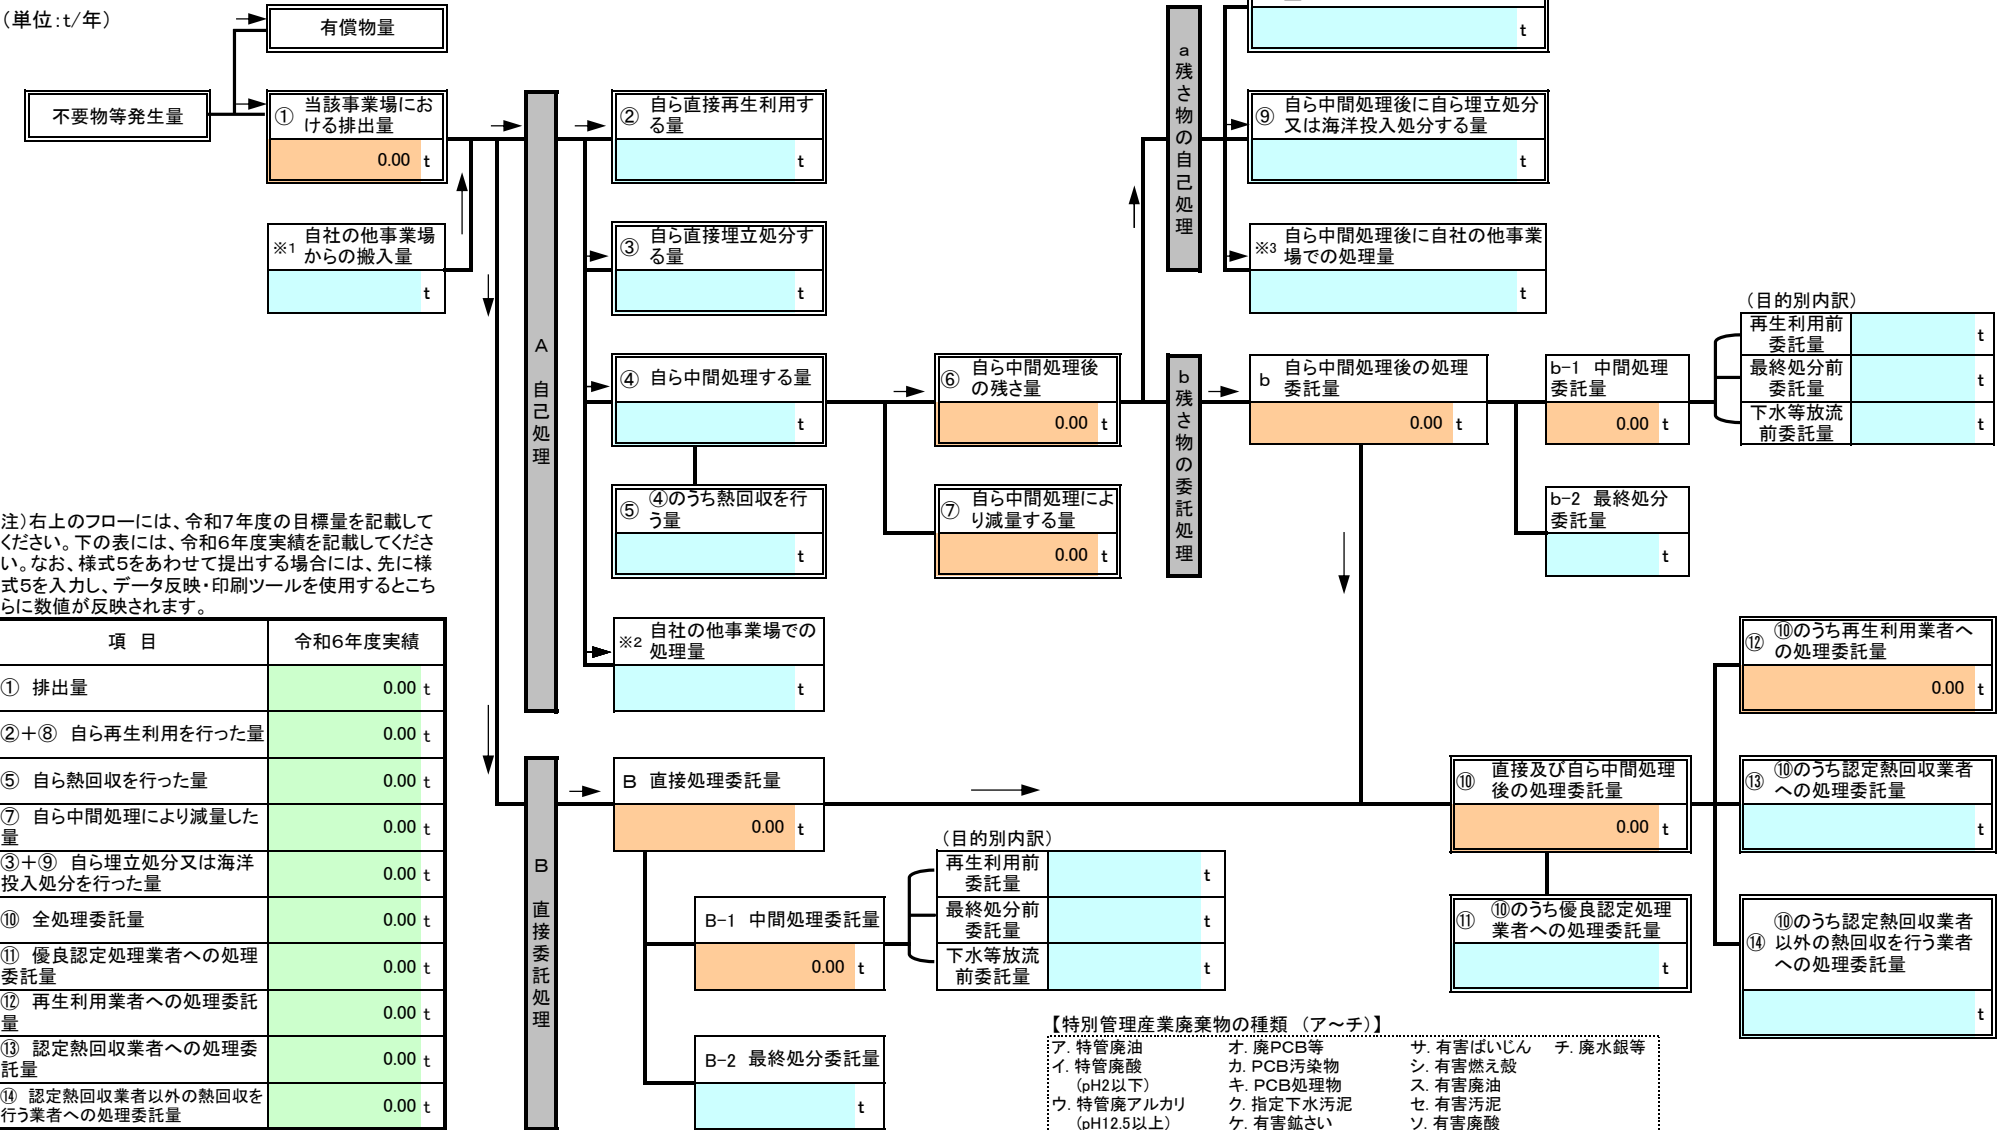 （単位：t/年）
有償物量
不要物等発生量
①
当該事業場にお
ける排出量
0.00 t
※1
自社の他事業場
からの搬入量
t
A
自己処理
②
自ら直接再生利用す
る量
t
③
自ら直接埋立処分す
る量
t
④ 自ら中間処理する量
t
⑤
④のうち熱回収を行
う量
t
※2
自社の他事業場での
処理量
t
⑥
自ら中間処理後
の残さ量
0.00 t
⑦
自ら中間処理によ
り減量する量
0.00 t
a残さ物の自己処理
t
⑨
自ら中間処理後に自ら埋立処分
又は海洋投入処分する量
t
※3
自ら中間処理後に自社の他事業
場での処理量
t
b残さ物の委託処理
b
自ら中間処理後の処理
委託量
0.00 t
b-1 中間処理
委託量
0.00 t
b-2 最終処分
委託量
t
（目的別内訳）
再生利用前
委託量
t
最終処分前
委託量
t
下水等放流
前委託量
t
注）右上のフローには、令和7年度の目標量を記載して
ください。下の表には、令和6年度実績を記載してくださ
い。なお、様式5をあわせて提出する場合には、先に様
式5を入力し、データ反映・印刷ツールを使用するとこち
らに数値が反映されます。
項 目 令和6年度実績
① 排出量 0.00 t
②＋⑧ 自ら再生利用を行った量 0.00 t
⑤ 自ら熱回収を行った量 0.00 t
⑦ 自ら中間処理により減量した
量
0.00 t
③＋⑨ 自ら埋立処分又は海洋
投入処分を行った量
0.00 t
⑩ 全処理委託量 0.00 t
⑪ 優良認定処理業者への処理
委託量
0.00 t
⑫ 再生利用業者への処理委託
量
0.00 t
⑬ 認定熱回収業者への処理委
託量
0.00 t
⑭ 認定熱回収業者以外の熱回収を
行う業者への処理委託量
0.00 t
B
直接委託処理
B 直接処理委託量
0.00 t
B-1 中間処理委託量
0.00 t
B-2 最終処分委託量
t
（目的別内訳）
再生利用前
委託量
t
最終処分前
委託量
t
下水等放流
前委託量
t
⑩
直接及び自ら中間処理
後の処理委託量
0.00 t
⑪
⑩のうち優良認定処理
業者への処理委託量
t
⑫
⑩のうち再生利用業者へ
の処理委託量
0.00 t
⑬
⑩のうち認定熱回収業者
への処理委託量
t
⑭
⑩のうち認定熱回収業者
以外の熱回収を行う業者
への処理委託量
t
【特別管理産業廃棄物の種類 （ア～チ）】
ア. 特管廃油 オ. 廃PCB等 サ. 有害ばいじん チ. 廃水銀等
イ. 特管廃酸 カ. PCB汚染物 シ. 有害燃え殻
（pH2以下） キ. PCB処理物 ス. 有害廃油
ウ. 特管廃アルカリ ク. 指定下水汚泥 セ. 有害汚泥
（pH12.5以上） ケ. 有害鉱さい ソ. 有害廃酸